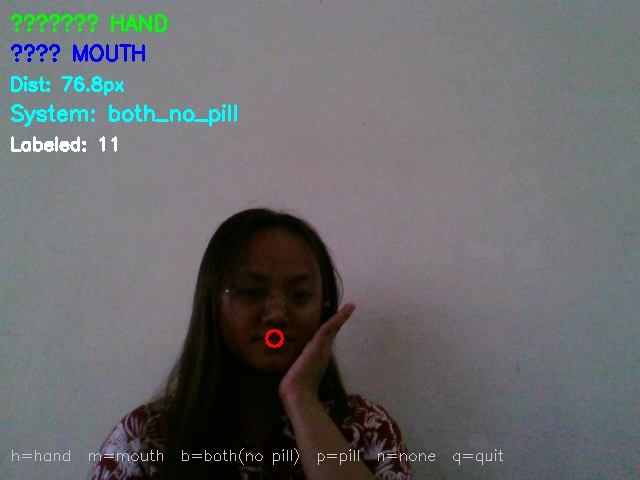 ??????? HAND
???? MOUTH
Dist: 76.8px
System: both_no_pill
Labeled: 11
h=hand m=mouth b=both(no pill) p=pill n=none q=quit